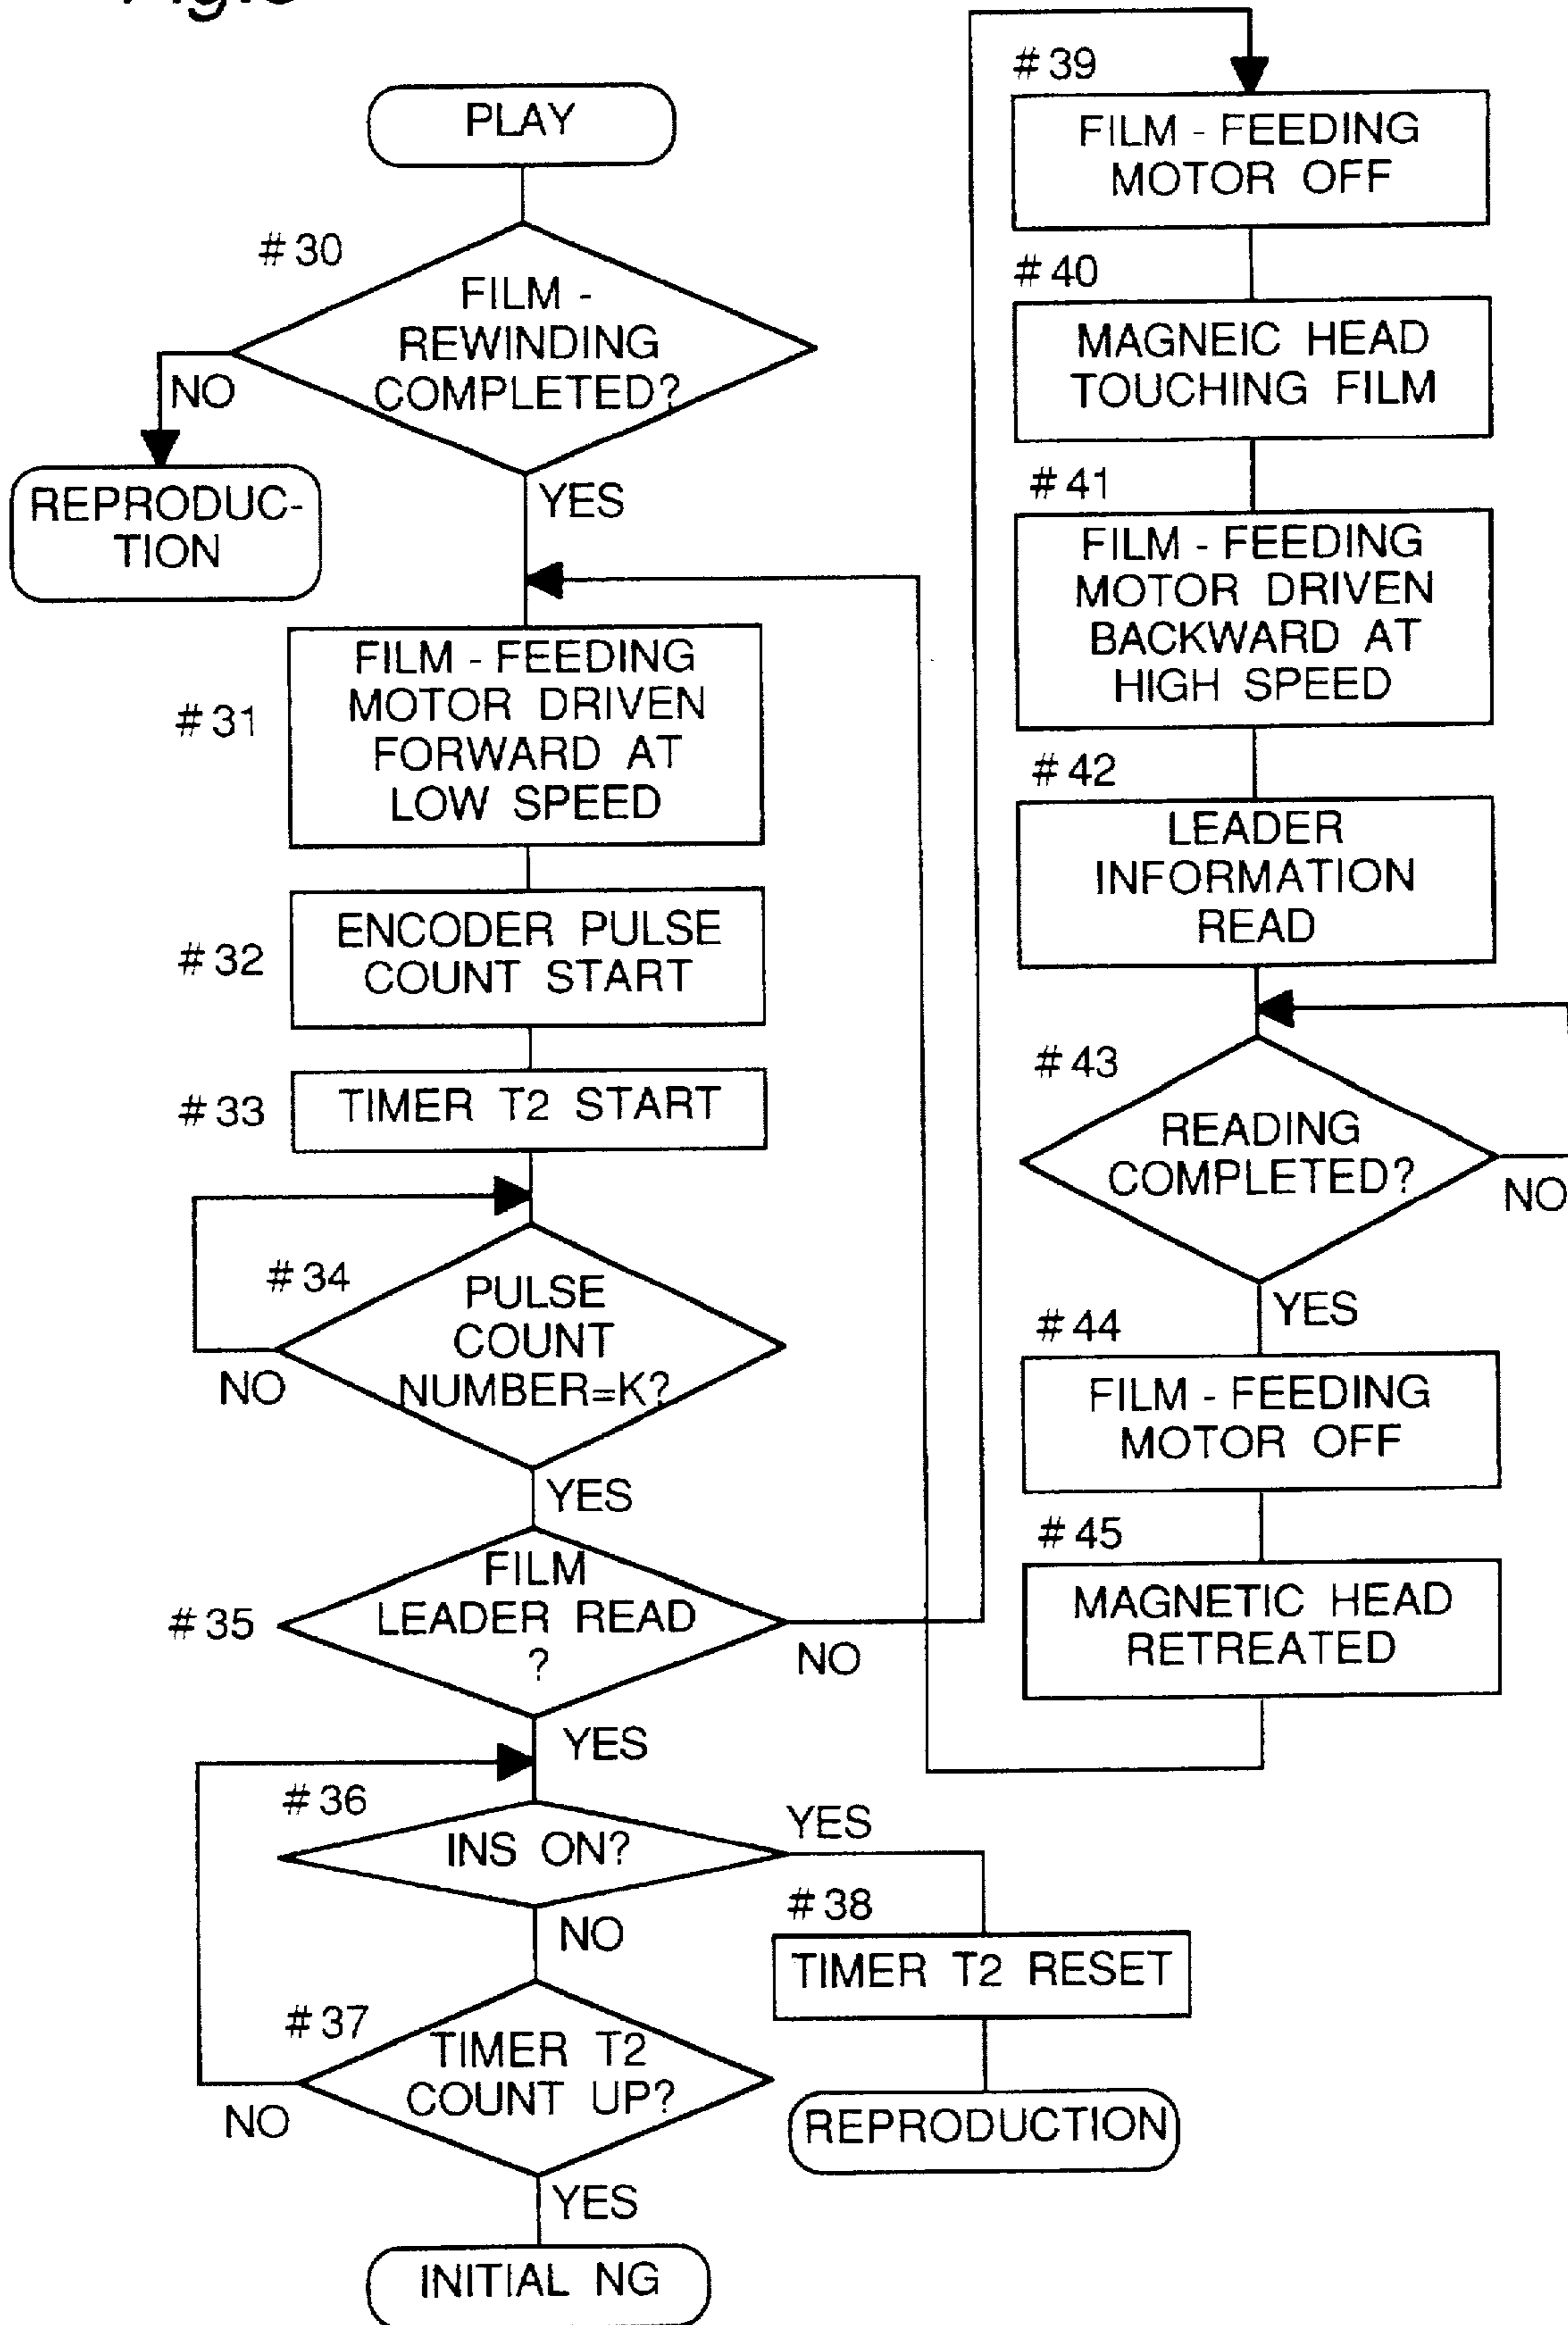 PLAY
#30
FILM -
REWINDING
COMPLETED?
NO
REPRODUC-
TION
YES
#31
FILM - FEEDING
MOTOR DRIVEN
FORWARD AT
LOW SPEED
#32
ENCODER PULSE
COUNT START
#33
TIMER T2 START
#34
PULSE
COUNT
NUMBER=K?
NO
YES
#35
FILM
LEADER READ
?
NO
YES
#36
INS ON?
YES
NO
#38
TIMER T2 RESET
REPRODUCTION
#37
TIMER T2
COUNT UP?
NO
YES
INITIAL NG
#39
FILM - FEEDING
MOTOR OFF
#40
MAGNEIC HEAD
TOUCHING FILM
#41
FILM - FEEDING
MOTOR DRIVEN
BACKWARD AT
HIGH SPEED
#42
LEADER
INFORMATION
READ
#43
READING
COMPLETED?
NO
YES
#44
FILM - FEEDING
MOTOR OFF
#45
MAGNETIC HEAD
RETREATED